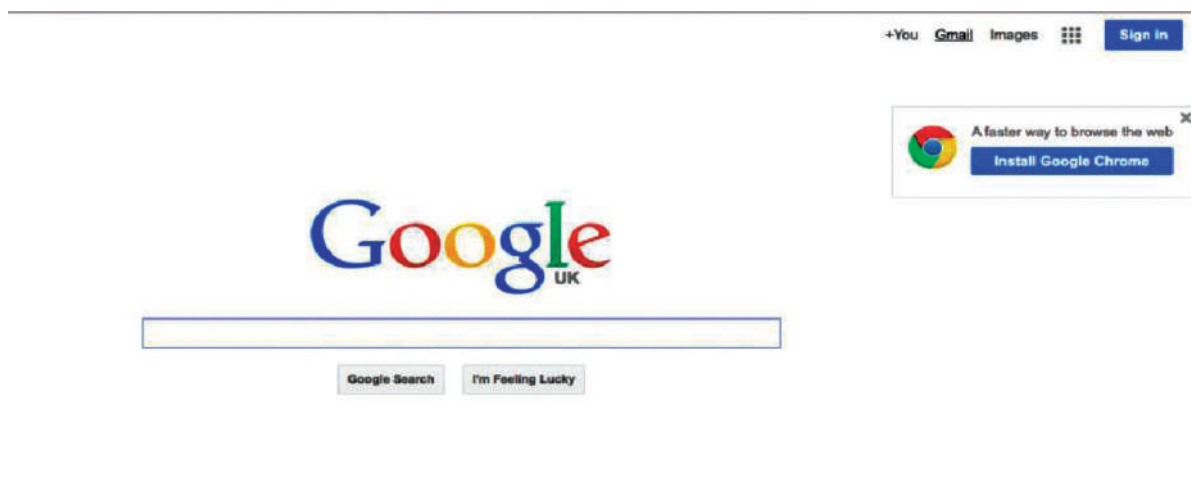 +You Gmail Images Sign in
A faster way to browse the web
Install Google Chrome
Google
UK
Google Search I'm Feeling Lucky